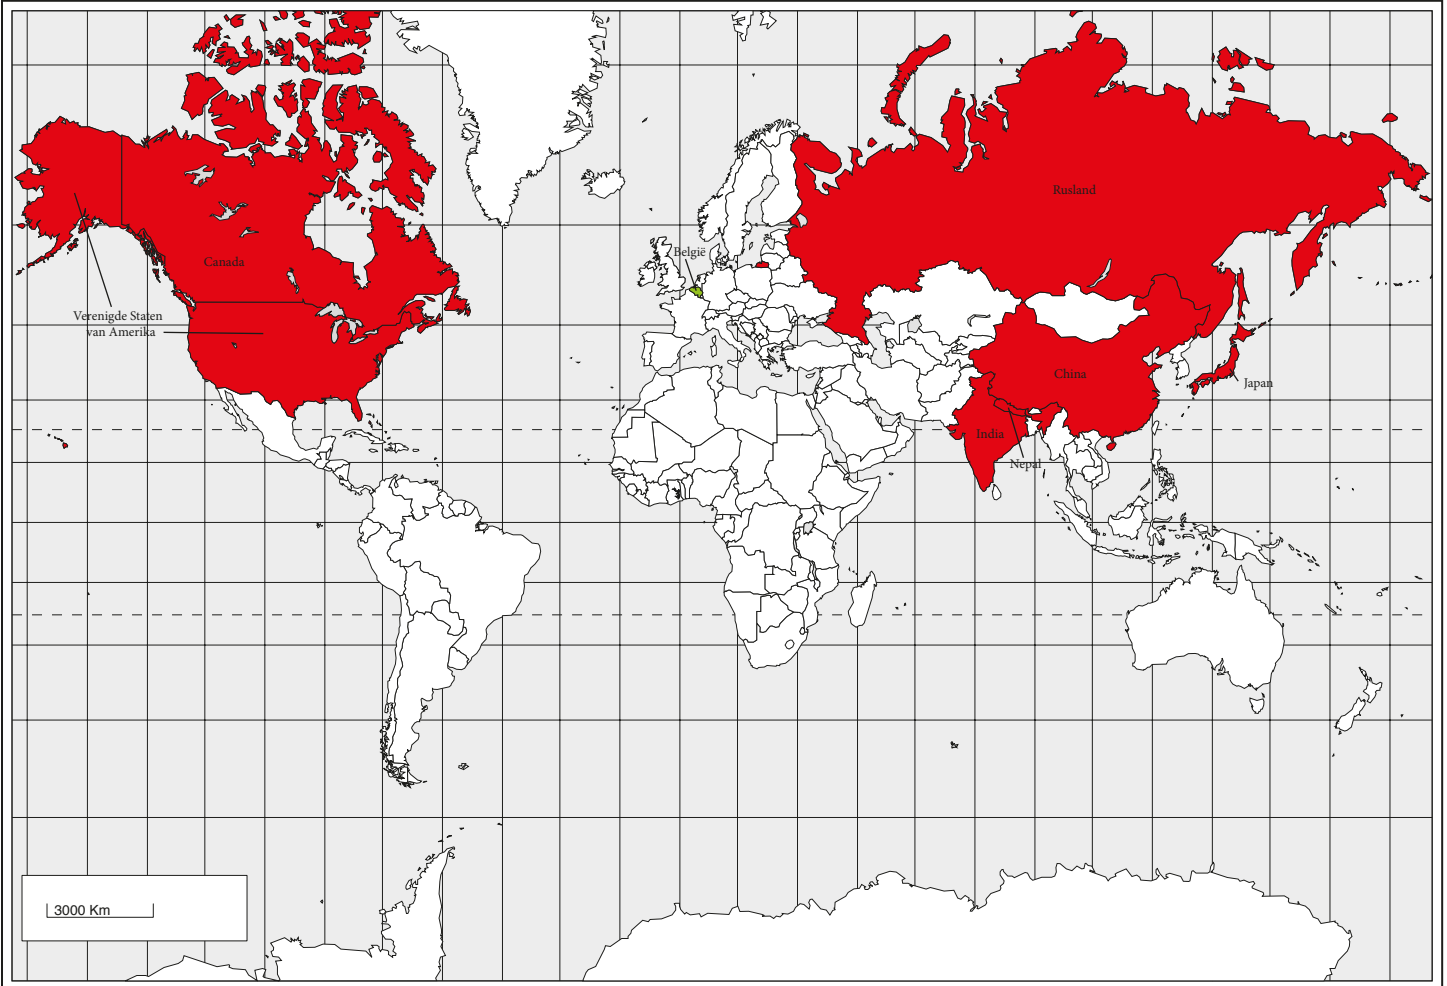 Rusland
België
Canada
Verenigde Staten
van Amerika
China
Japan
India
Nepal
3000 Km